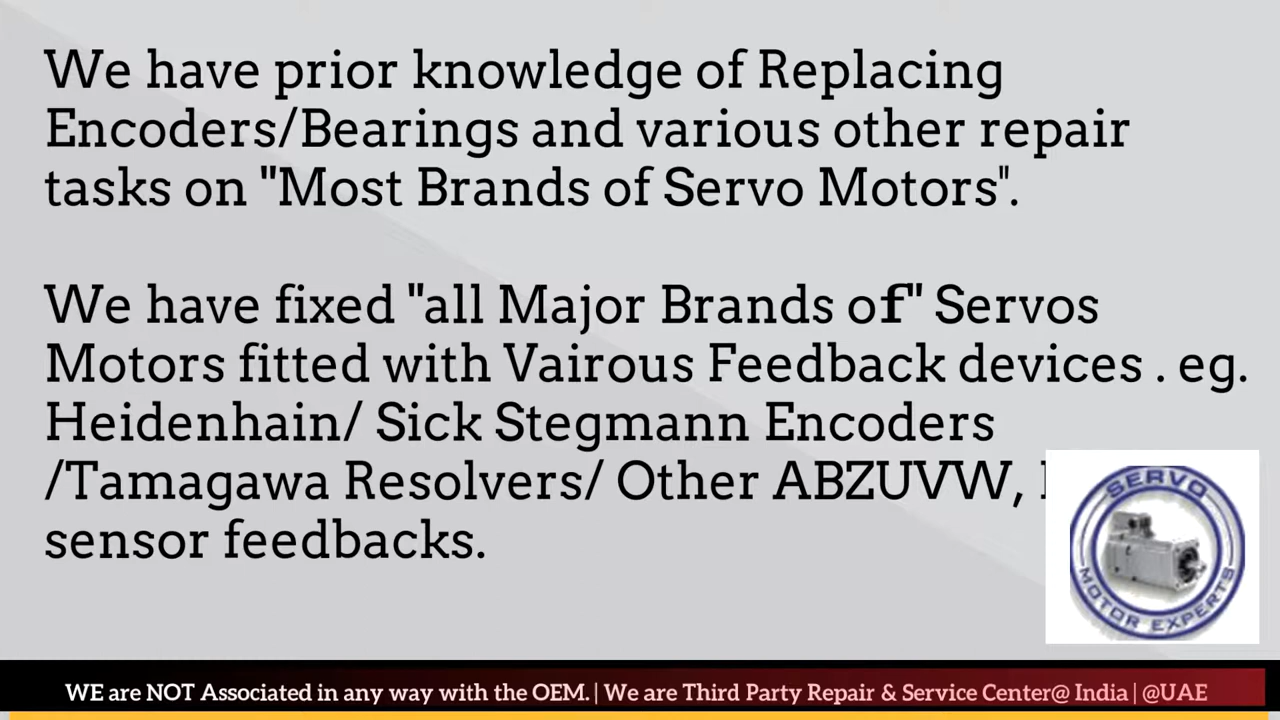 We have prior knowledge of Replacing
Encoders/Bearings and various other repair
tasks on "Most Brands of Servo Motors".
We have fixed "all Major Brands of" Servos
Motors fitted with Vairous Feedback devices . eg.
Heidenhain/ Sick Stegmann Encoders
/Tamagawa Resolvers/ Other ABZUVW,
sensor feedbacks.
SERVO
MOTOR EXPERTS
WE are NOT Associated in any way with the OEM. | We are Third Party Repair & Service Center@ India | @UAE